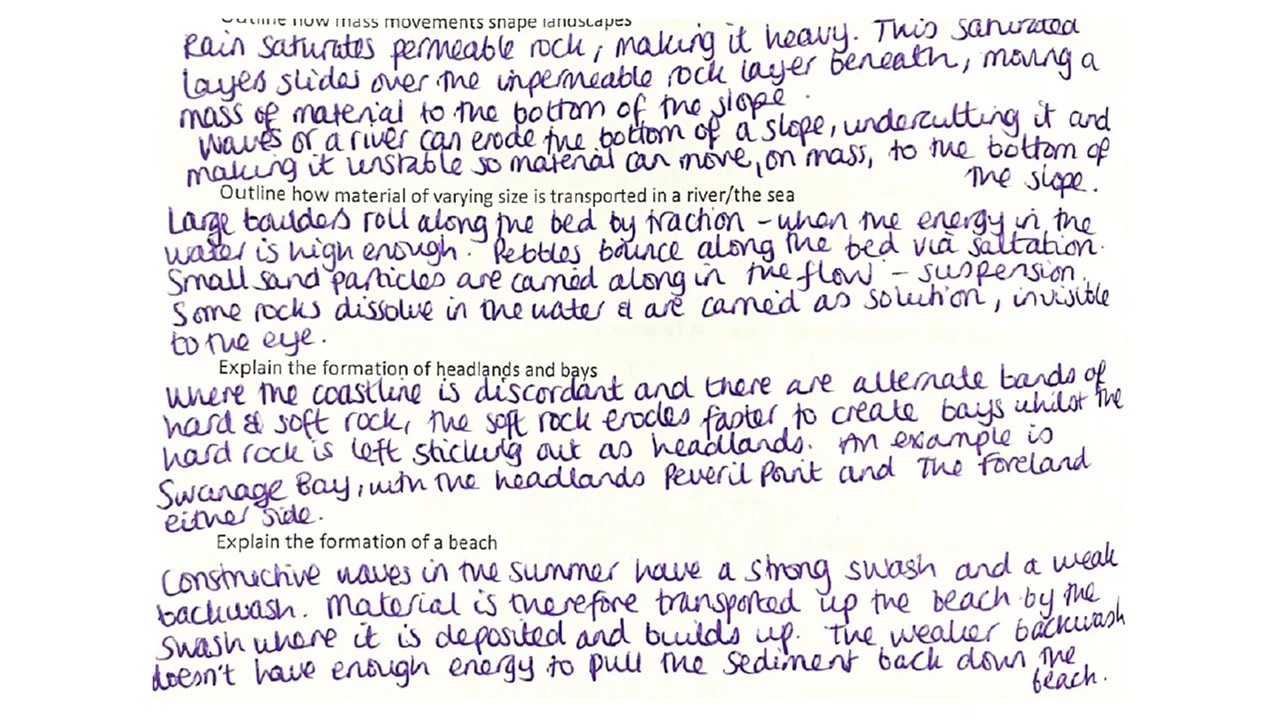 Outline how mass movements shape landscapes
Rain saturates permeable rock, making it heavy. This saturated
layer slides over the impermeable rock layer beneath, moving a
mass of material to the bottom of the slope.
Waves or a river can erode the bottom of a slope, undercutting it and
making it unstable so material can move, on mass, to the bottom of
the slope.
Outline how material of varying size is transported in a river/the sea
Large boulders roll along the bed by traction - when the energy in the
water is high enough. Pebbles bounce along the bed via saltation.
Small sand particles are carried along in the flow - suspension.
Some rocks dissolve in the water & are carried as solution, invisible
to the eye.
Explain the formation of headlands and bays
Where the coastline is discordant and there are alternate bands of
hard & soft rock, the soft rock erodes faster to create bays whilst the
hard rock is left sticking out as headlands. An example is
Swanage Bay, with the headlands Peveril Point and The Foreland
either side.
Explain the formation of a beach
Constructive waves in the summer have a strong swash and a weak
backwash. Material is therefore transported up the beach by the
swash where it is deposited and builds up. The weaker backwash
doesn't have enough energy to pull the sediment back down the
beach.